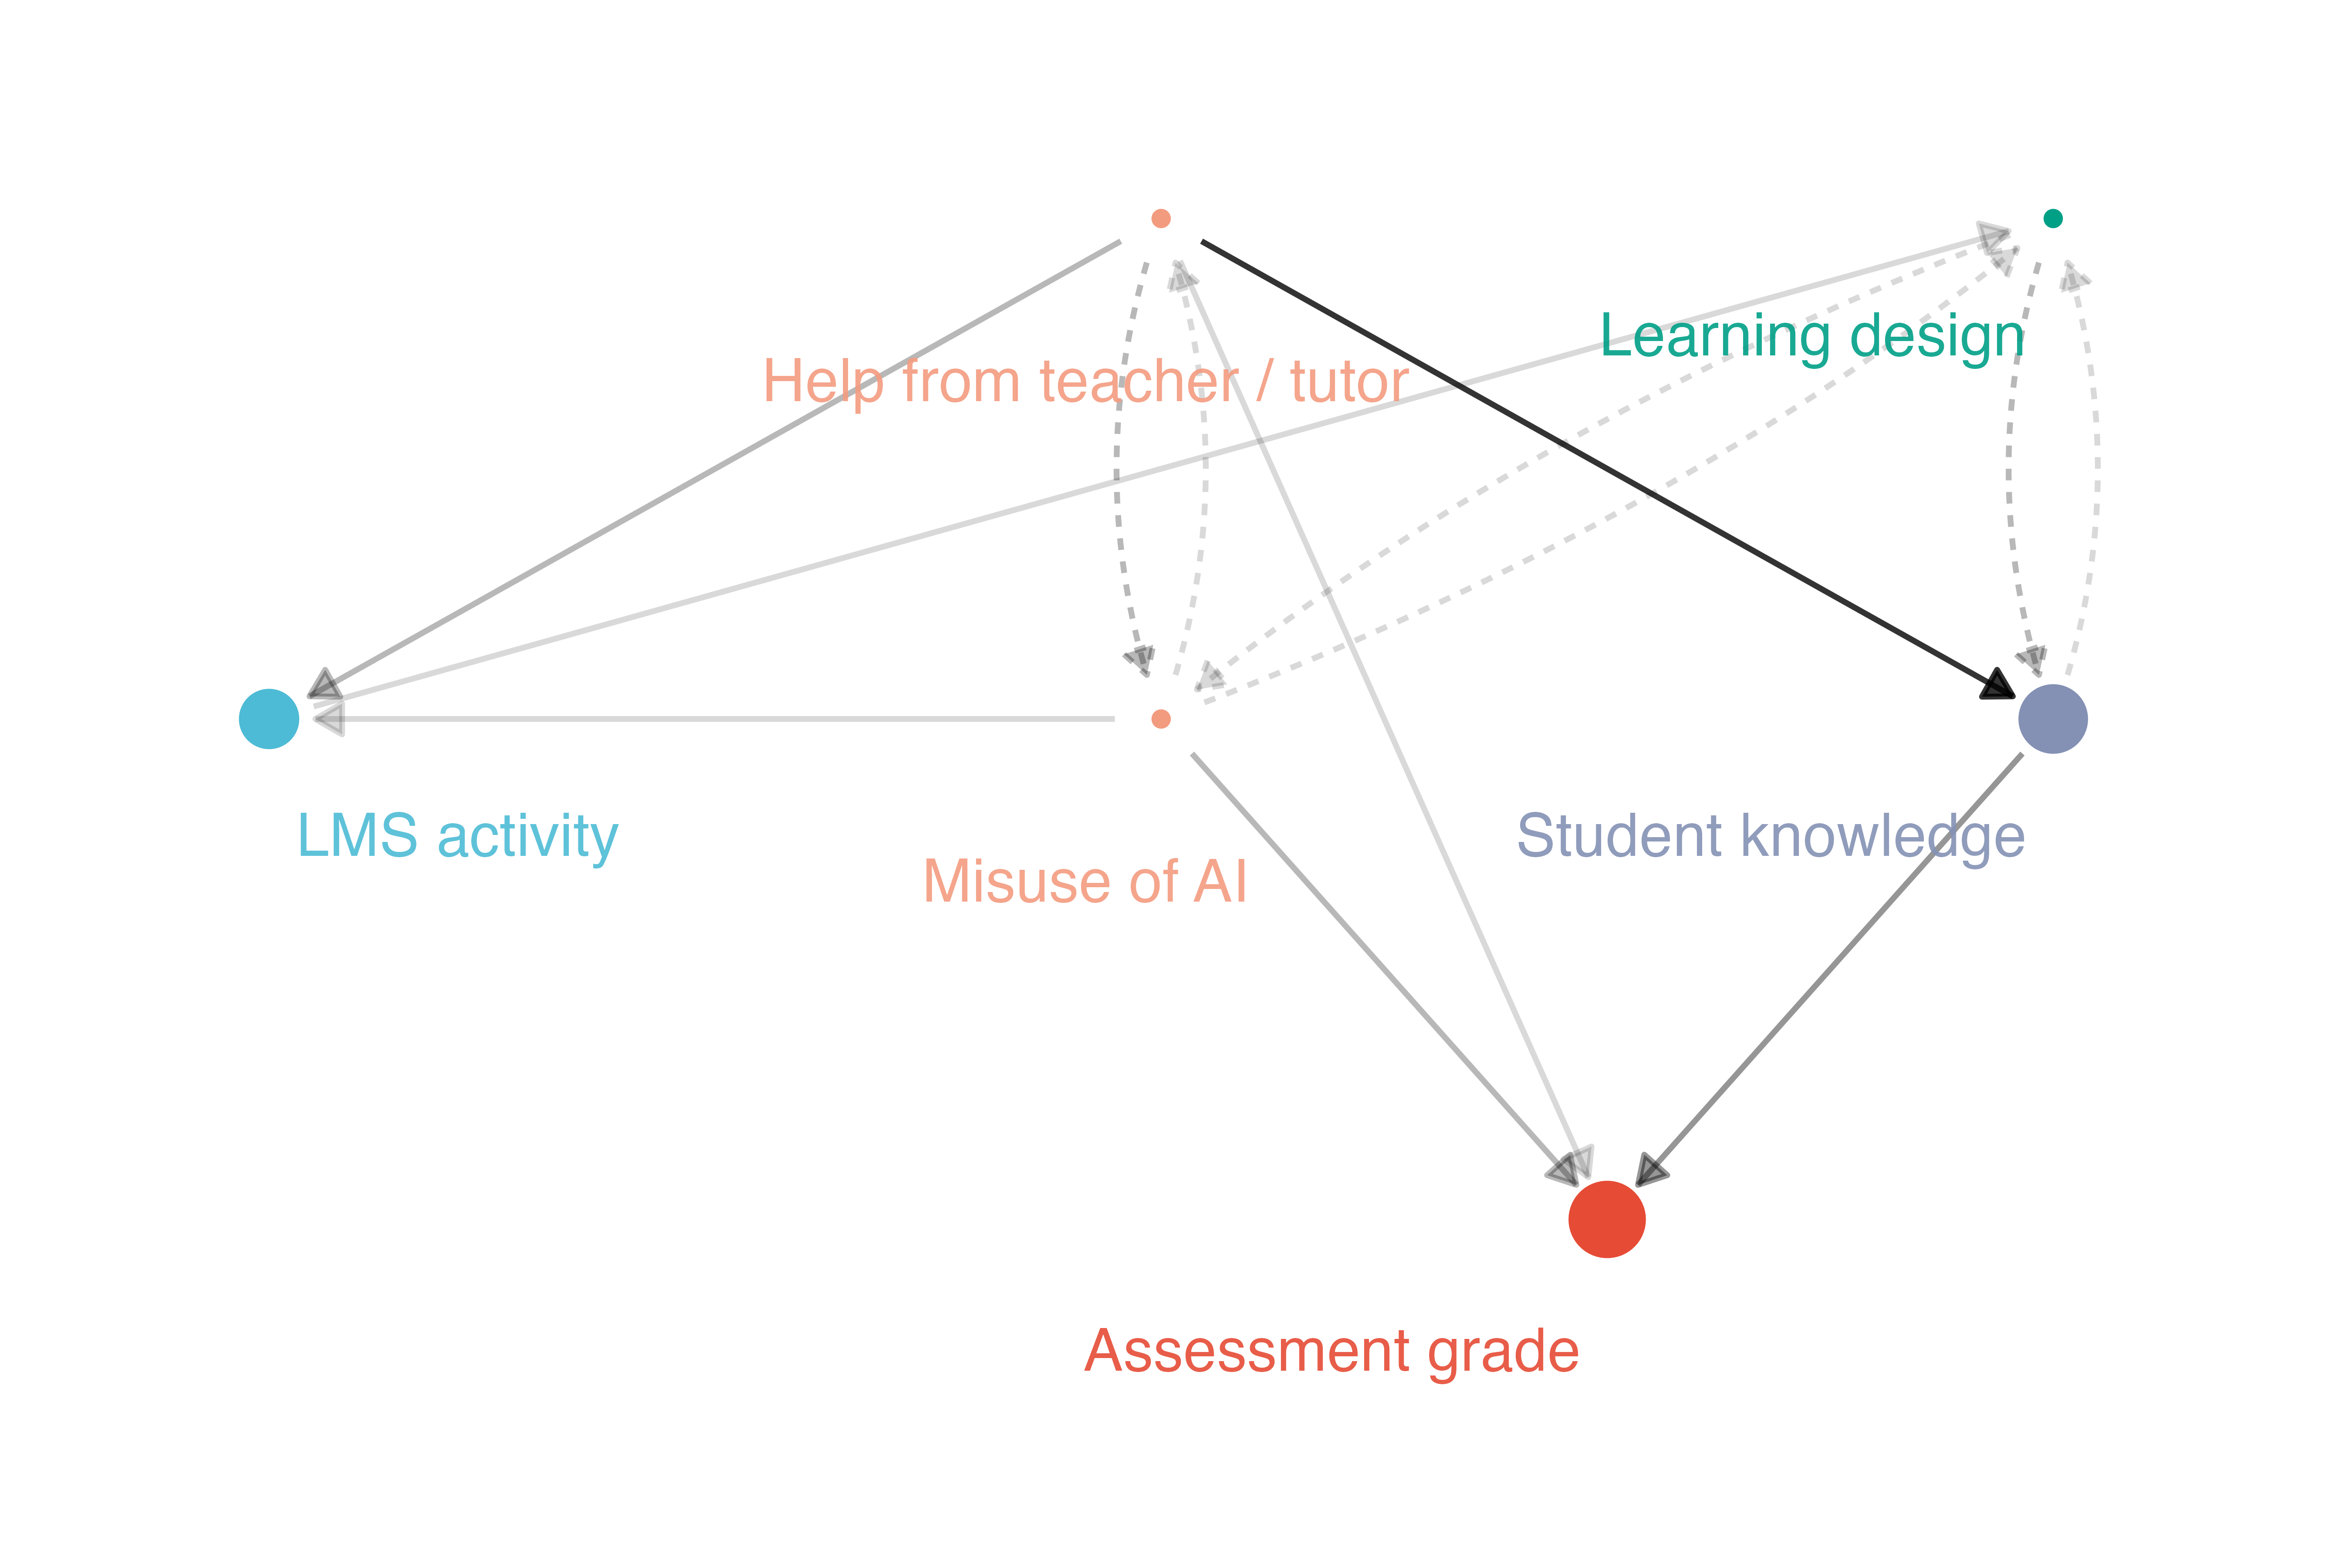 Learning design
Help from teacher / tutor
LMS activity
Student knowledge
Misuse of AI
Assessment grade